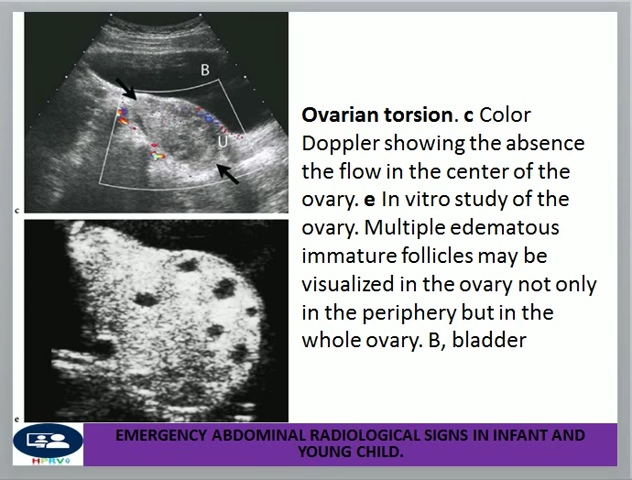 B
U
c
Ovarian torsion. c Color
Doppler showing the absence
the flow in the center of the
ovary. e In vitro study of the
ovary. Multiple edematous
immature follicles may be
visualized in the ovary not only
in the periphery but in the
whole ovary. B, bladder
e
EMERGENCY ABDOMINAL RADIOLOGICAL SIGNS IN INFANT AND
YOUNG CHILD.